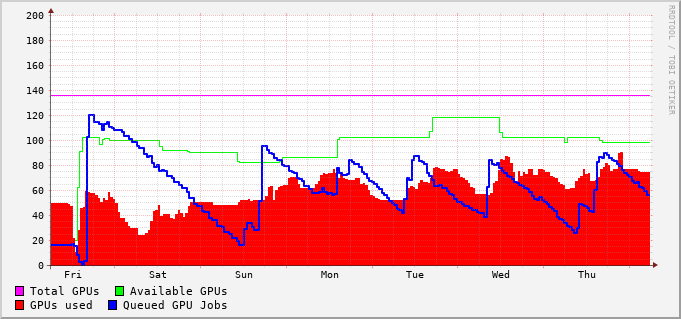 200
180
160
140
120
100
80
60
40
20
0
Fri Sat Sun Mon Tue Wed Thu
Total GPUs Available GPUs
GPUs used Queued GPU Jobs
RRDTOOL / TOBI OETIKER